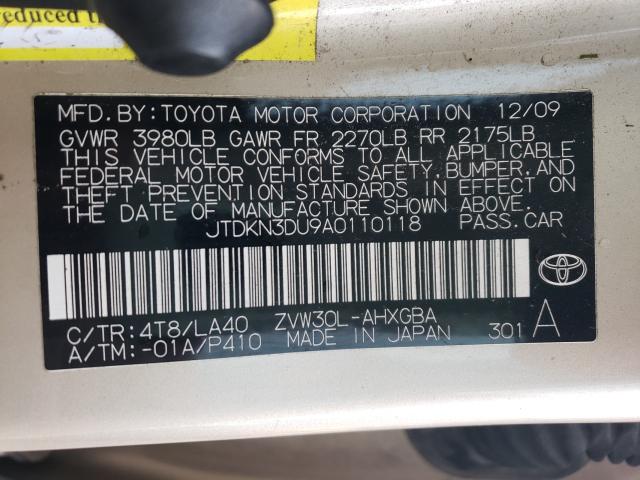 reduced
MFD. BY: TOYOTA MOTOR CORPORATION 12/09
GVWR 3980LB GAWR FR 2270LB RR 2175LB
THIS VEHICLE CONFORMS TO ALL APPLICABLE
FEDERAL MOTOR VEHICLE SAFETY, BUMPER, AND
THEFT PREVENTION STANDARDS IN EFFECT ON
THE DATE OF MANUFACTURE SHOWN ABOVE.
JTDKN3DU9A0110118 PASS. CAR
C/TR: 4T8/LA40 ZVW30L-AHXGBA
A/TM: -01A/P410 MADE IN JAPAN 301 A